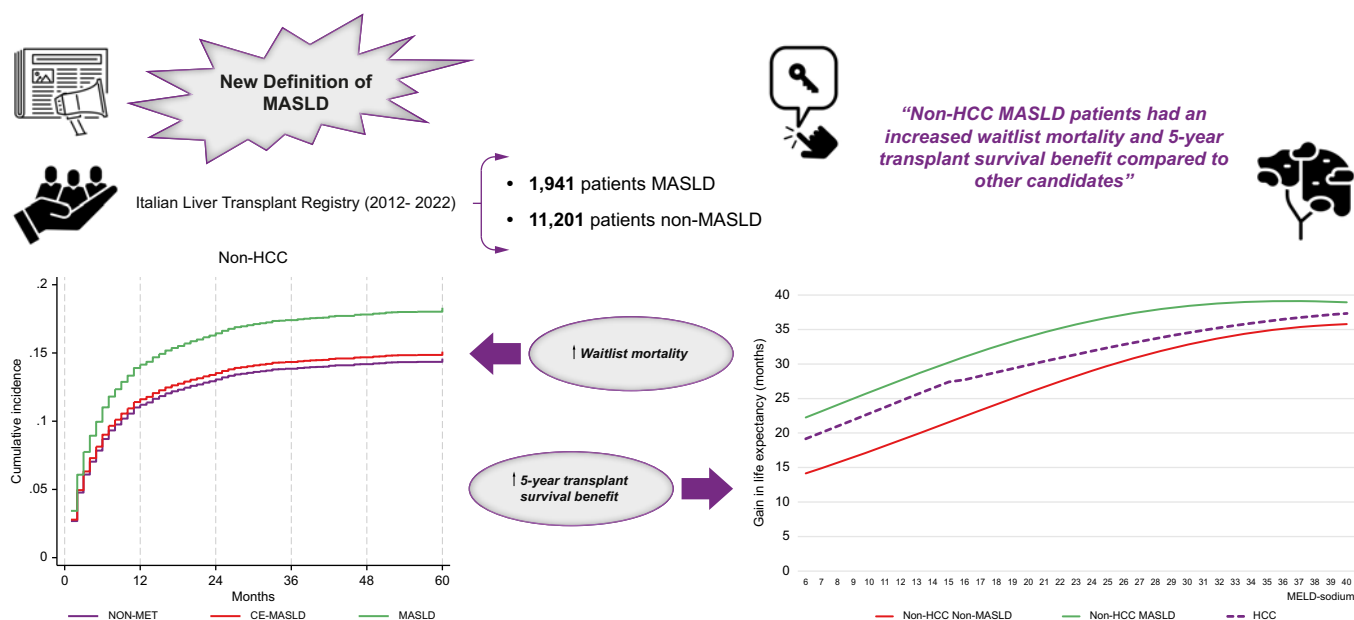 New Definition of
MASLD
Italian Liver Transplant Registry (2012- 2022)
• 1,941 patients MASLD
• 11,201 patients non-MASLD
“Non-HCC MASLD patients had an
increased waitlist mortality and 5-year
transplant survival benefit compared to
other candidates”
Non-HCC
Cumulative incidence
.2
.15
.1
.05
0
0 12 24 36 48 60
Months
NON-MET CE-MASLD MASLD
↑ Waitlist mortality
↑ 5-year transplant
survival benefit
Gain in life expectancy (months)
40
35
30
25
20
15
10
5
0
6 7 8 9 10 11 12 13 14 15 16 17 18 19 20 21 22 23 24 25 26 27 28 29 30 31 32 33 34 35 36 37 38 39 40
MELD-sodium
Non-HCC Non-MASLD Non-HCC MASLD HCC